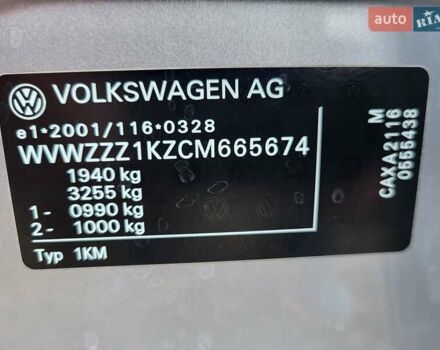 AUTO RIA
VOLKSWAGEN AG
e1*2001/116*0328
WVWZZZ1KZCM665674
1940 kg
3255 kg
1- 0990 kg
2- 1000 kg
Typ 1KM
M
CAXA2116
0555438